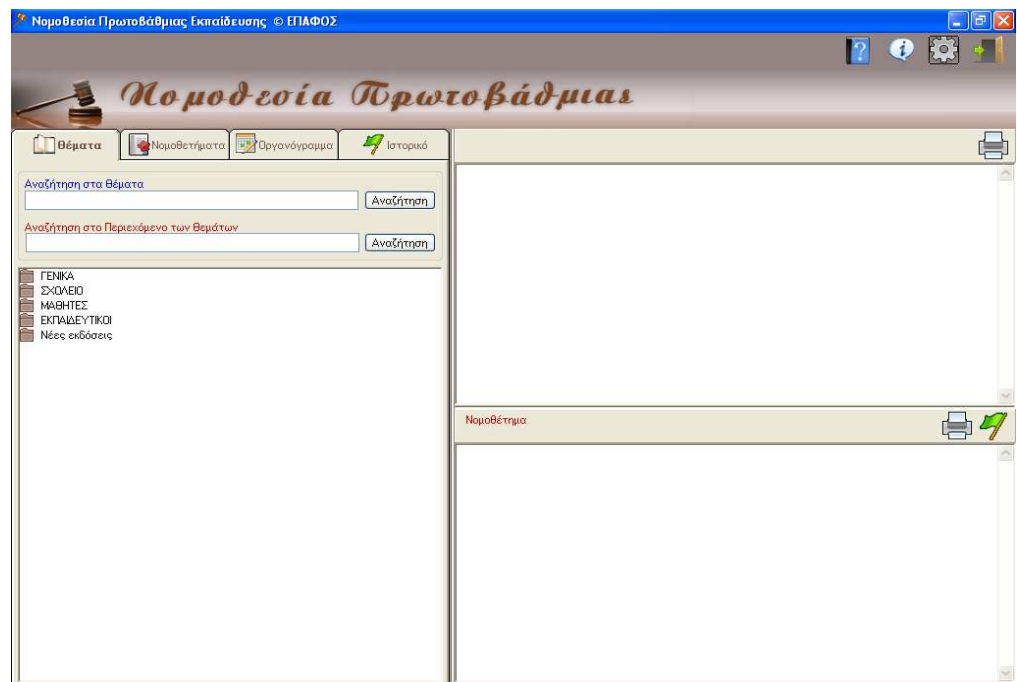 Νομοθεσία Πρωτοβάθμιας Εκπαίδευσης © ΕΠΑΦΟΣ
Νομοθεσία Πρωτοβάθμιας
Θέματα Νομοθετήματα Οργανόγραμμα Ιστορικό
Αναζήτηση στα Θέματα
Αναζήτηση
Αναζήτηση στο Περιεχόμενο των Θεμάτων
Αναζήτηση
ΓΕΝΙΚΑ
ΣΧΟΛΕΙΟ
ΜΑΘΗΤΕΣ
ΕΚΠΑΙΔΕΥΤΙΚΟΙ
Νέες εκδόσεις
Νομοθέτημα